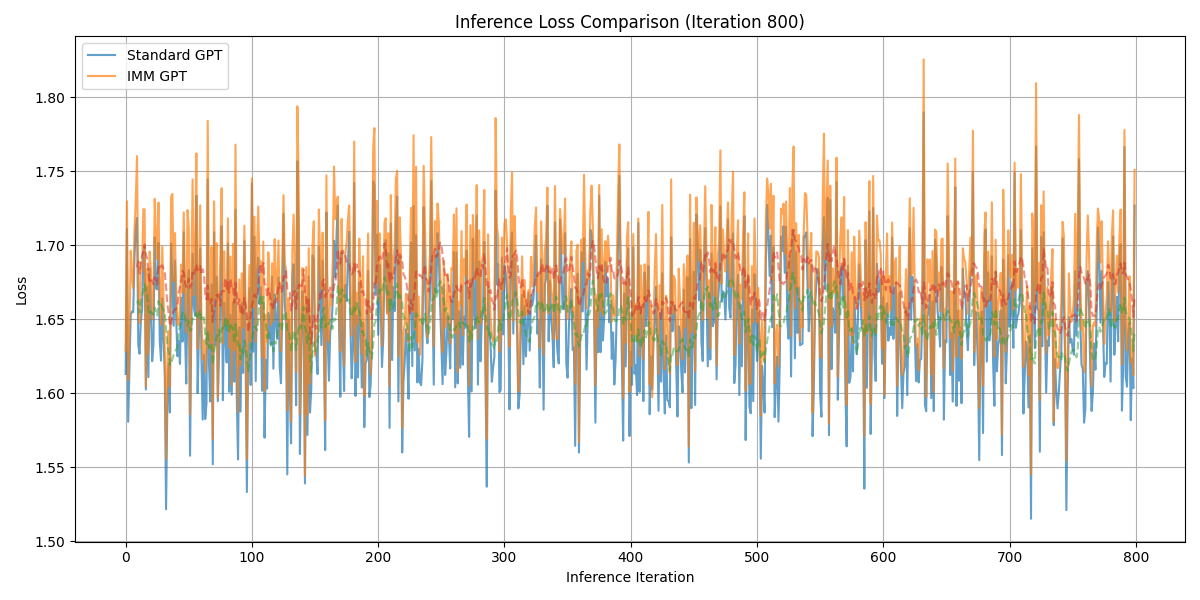 Inference Loss Comparison (Iteration 800)
Standard GPT
IMM GPT
1.80
1.75
1.70
1.65
1.60
1.55
1.50
Loss
0 100 200 300 400 500 600 700 800
Inference Iteration